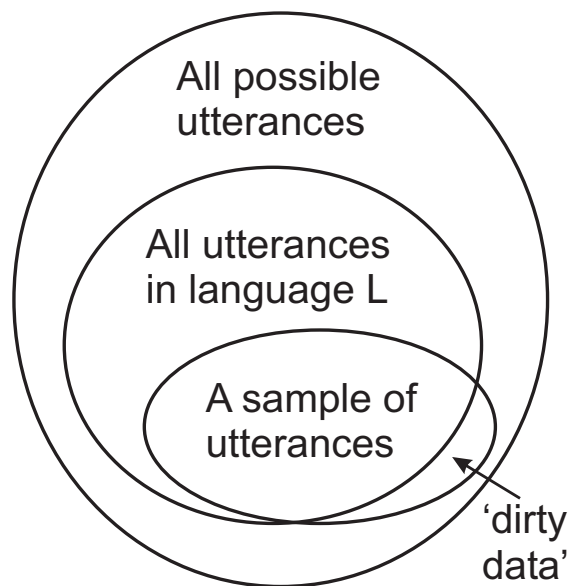 All possible
utterances
All utterances
in language L
A sample of
utterances
‘dirty
data’